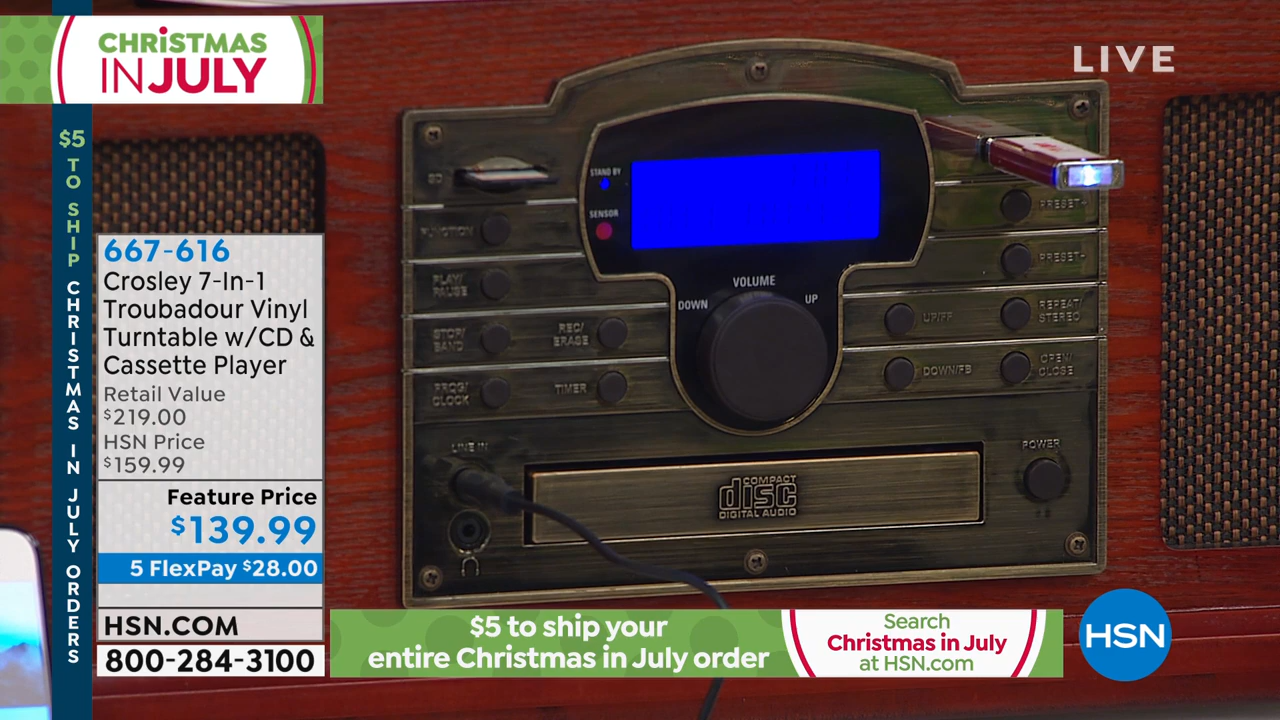 CHRISTMAS
IN JULY
LIVE
$5 TO SHIP CHRISTMAS IN JULY ORDERS
667-616
Crosley 7-In-1
Troubadour Vinyl
Turntable w/CD &
Cassette Player
Retail Value
$219.00
HSN Price
$159.99
Feature Price
$139.99
5 FlexPay $28.00
HSN.COM
800-284-3100
SD
STAND BY
SENSOR
FUNCTION
PLAY/
PAUSE
STOP/
BAND
REC/
ERASE
PROG/
CLOCK
TIMER
VOLUME
DOWN
UP
PRESET+
PRESET-
UP/FF
REPEAT/
STEREO
DOWN/FB
OPEN/
CLOSE
LINE IN
COMPACT
disc
DIGITAL AUDIO
POWER
$5 to ship your
entire Christmas in July order
Search
Christmas in July
at HSN.com
HSN